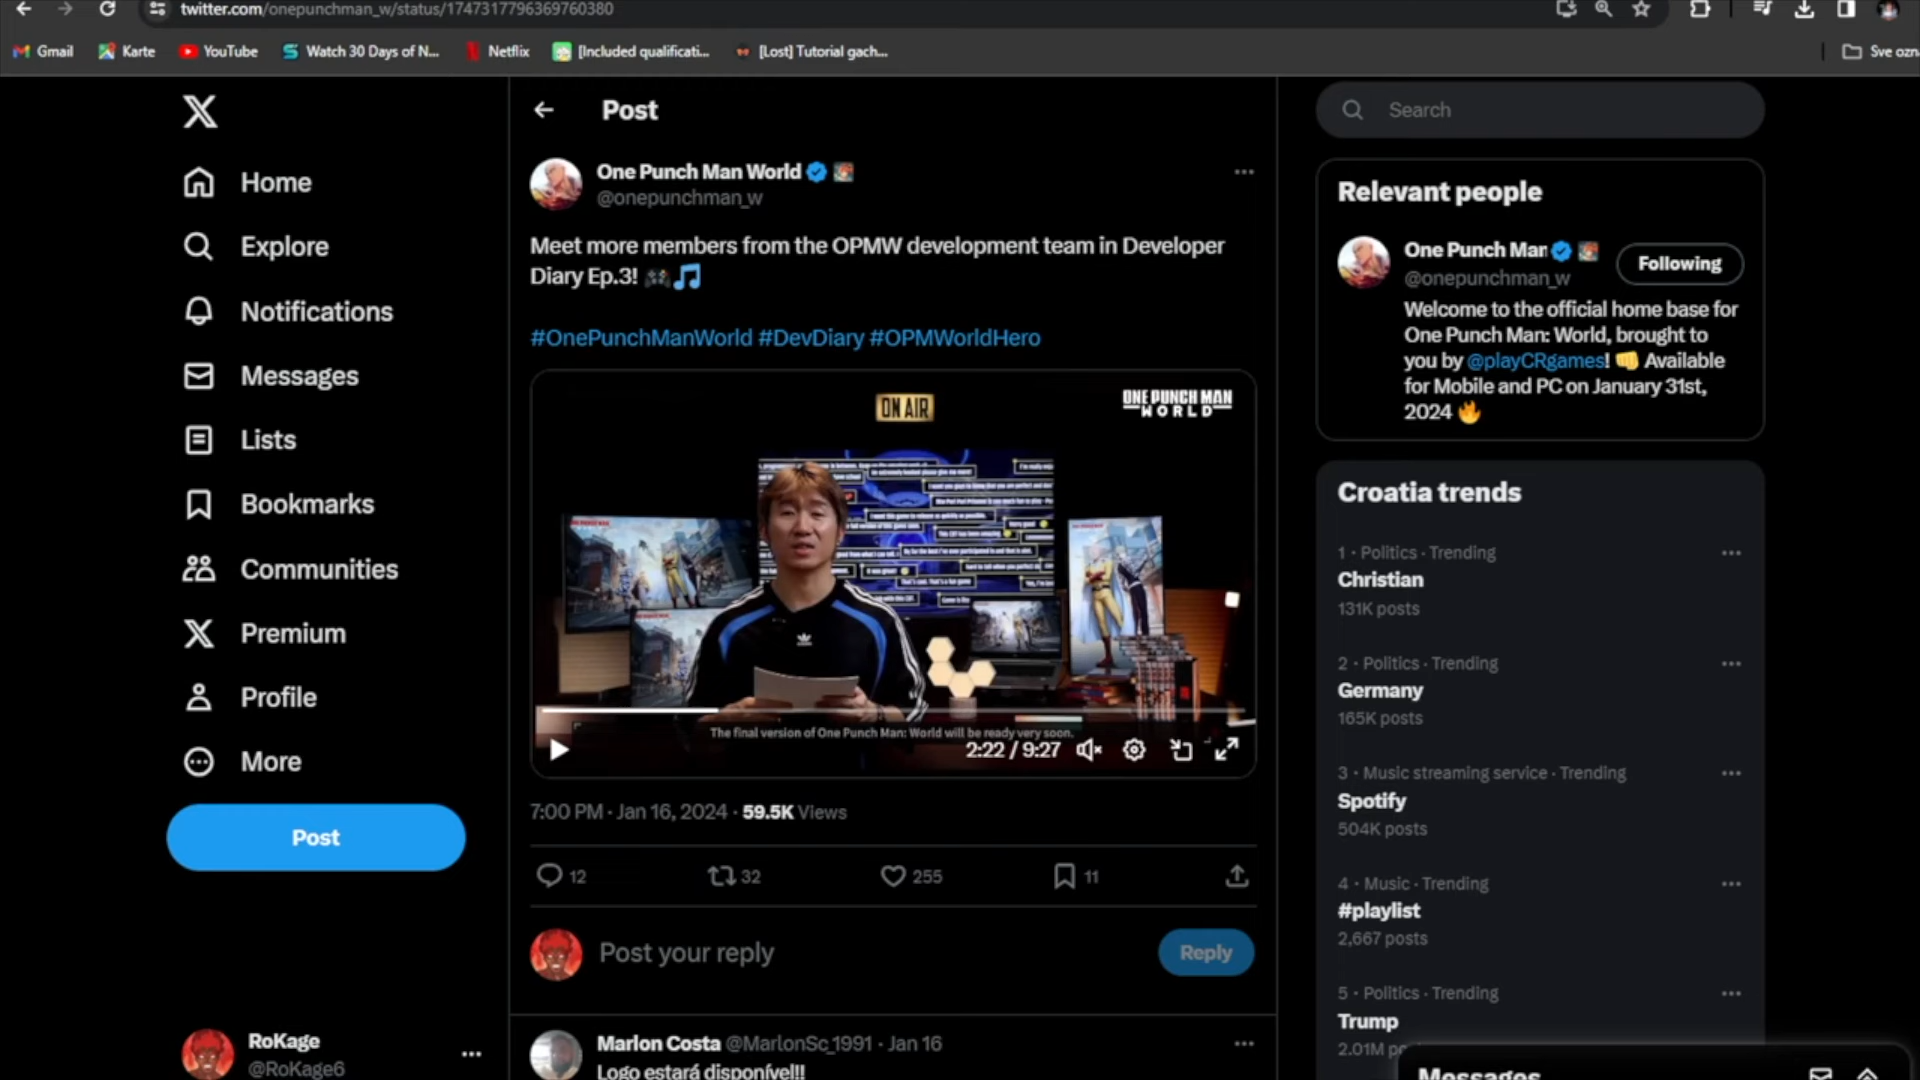 twitter.com/onepunchman_w/status/1747317796369760380
Gmail
Karte
YouTube
Watch 30 Days of N...
Netflix
[Included qualificati...
[Lost] Tutorial gach...
Sve ozn
Home
Explore
Notifications
Messages
Lists
Bookmarks
Communities
Premium
Profile
More
Post
RoKage
@RoKage6
Post
One Punch Man World
@onepunchman_w
Meet more members from the OPMW development team in Developer
Diary Ep.3! 🎮🎵
#OnePunchManWorld #DevDiary #OPMWorldHero
ON AIR
ONE PUNCH MAN
WORLD
The final version of One Punch Man: World will be ready very soon.
2:22 / 9:27
7:00 PM · Jan 16, 2024 · 59.5K Views
12
32
255
11
Post your reply
Reply
Marlon Costa @MarlonSc_1991 · Jan 16
Logo estará disponível!!
Search
Relevant people
One Punch Man
@onepunchman_w
Following
Welcome to the official home base for
One Punch Man: World, brought to
you by @playCRgames! 👊 Available
for Mobile and PC on January 31st,
2024 🔥
Croatia trends
1 · Politics · Trending
Christian
131K posts
2 · Politics · Trending
Germany
165K posts
3 · Music streaming service · Trending
Spotify
504K posts
4 · Music · Trending
#playlist
2,667 posts
5 · Politics · Trending
Trump
2.01M
Messages